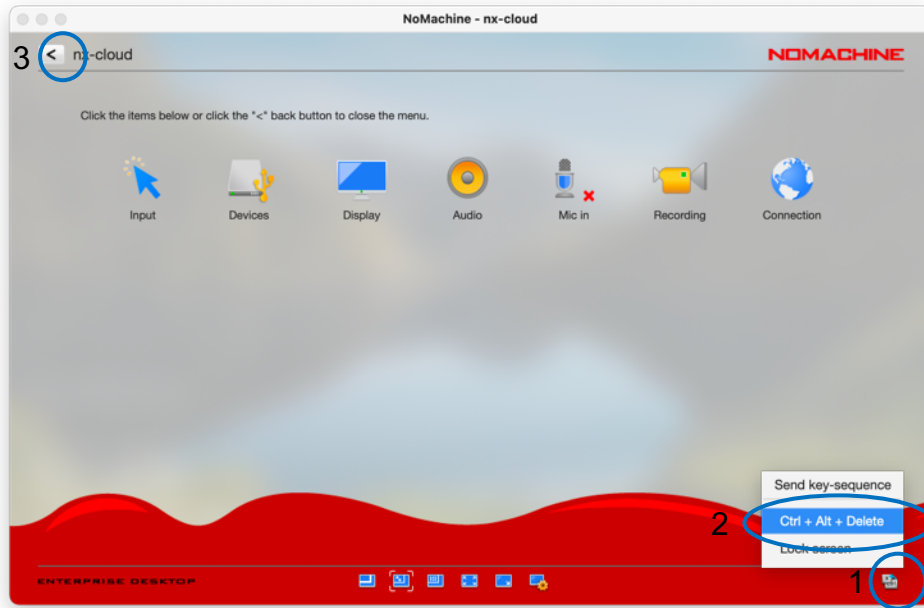 NoMachine - nx-cloud
3
< nx-cloud
NOMACHINE
Click the items below or click the "<" back button to close the menu.
Input
Devices
Display
Audio
Mic in
Recording
Connection
Send key-sequence
2
Ctrl + Alt + Delete
Lock screen
ENTERPRISE DESKTOP
1